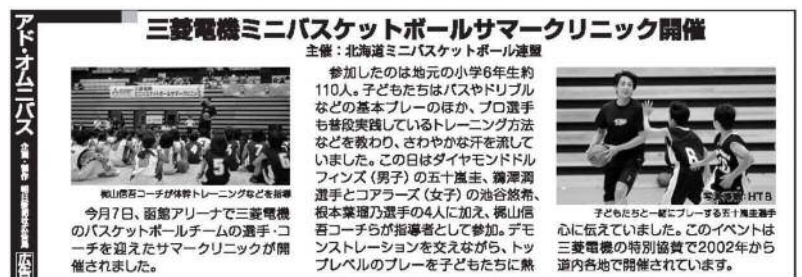 アド・オムニバス
広告
三菱電機ミニバスケットボールサマークリニック開催
主催：北海道ミニバスケットボール連盟
梶山信吾コーチが体幹トレーニングなどを指導
今月7日、函館アリーナで三菱電機
のバスケットボールチームの選手・コ
ーチを迎えたサマークリニックが開
催されました。
参加したのは地元の小学6年生約
110人。子どもたちはパスやドリブル
などの基本プレーのほか、プロ選手
も普段実践しているトレーニング方法
などを教わり、さわやかな汗を流して
いました。この日はダイヤモンドドル
フィンズ（男子）の五十嵐圭、鵜澤潤
選手とコアラーズ（女子）の池谷悠希、
根本葉瑠乃選手の4人に加え、梶山信
吾コーチらが指導者として参加。デモ
ンストレーションを交えながら、トッ
プレベルのプレーを子どもたちに熱
写真提供:HTB
子どもたちと一緒にプレーする五十嵐圭選手
心に伝えていました。このイベントは
三菱電機の特別協賛で2002年から
道内各地で開催されています。